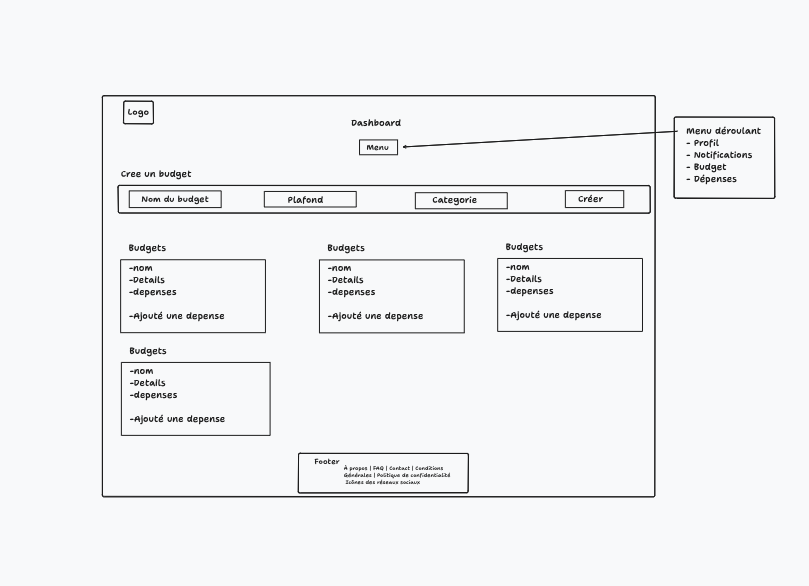 Logo
Dashboard
Menu
Menu déroulant
- Profil
- Notifications
- Budget
- Dépenses
Cree un budget
Nom du budget
Plafond
Categorie
Créer
Budgets
-nom
-Details
-depenses
-Ajouté une depense
Budgets
-nom
-Details
-depenses
-Ajouté une depense
Budgets
-nom
-Details
-depenses
-Ajouté une depense
Budgets
-nom
-Details
-depenses
-Ajouté une depense
Footer
À propos | FAQ | Contact | Conditions
Générales | Politique de confidentialité
Icônes des réseaux sociaux